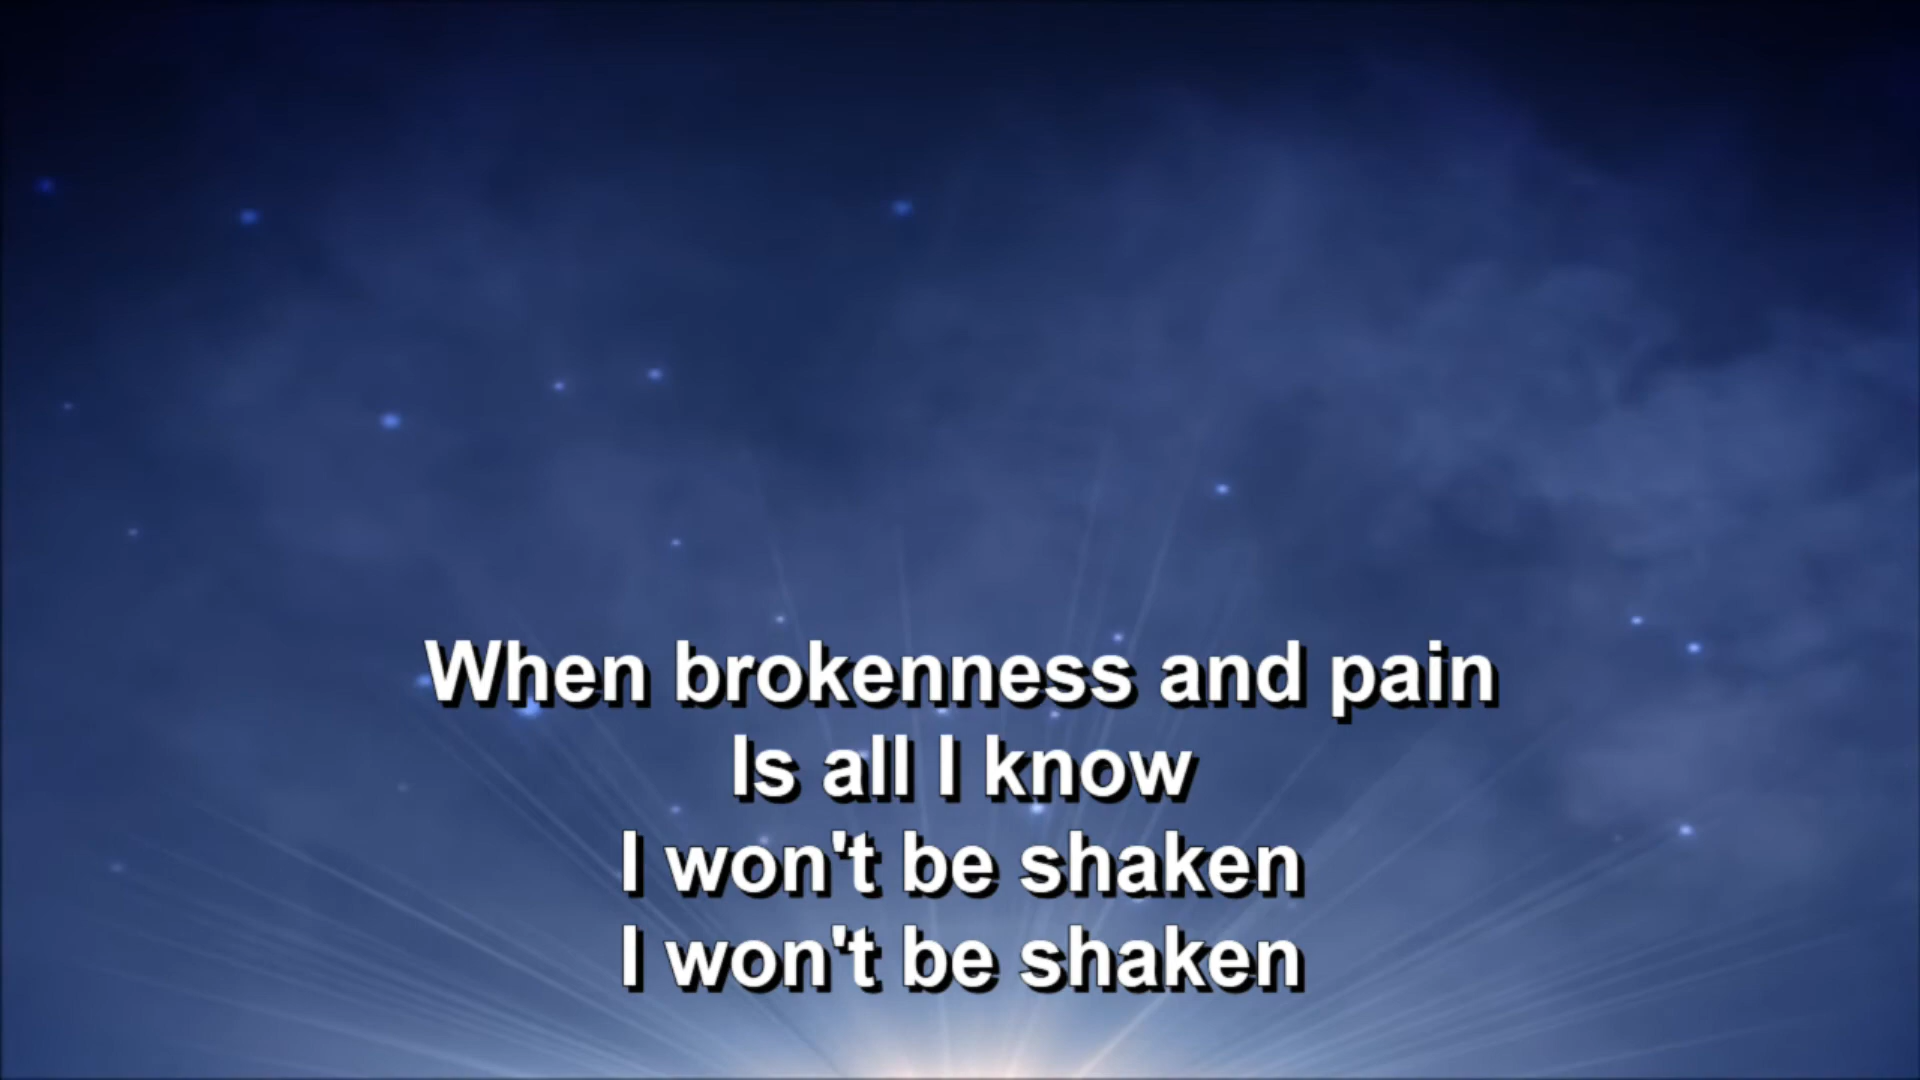 When brokenness and pain
Is all I know
I won't be shaken
I won't be shaken